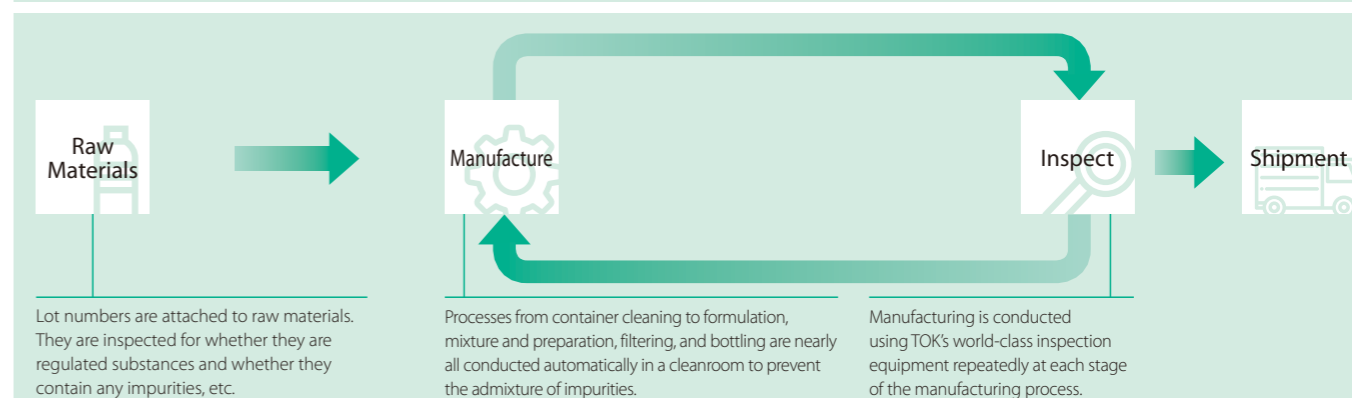 Raw
Materials
Manufacture
Inspect
Shipment
Lot numbers are attached to raw materials.
They are inspected for whether they are
regulated substances and whether they
contain any impurities, etc.
Processes from container cleaning to formulation,
mixture and preparation, filtering, and bottling are nearly
all conducted automatically in a cleanroom to prevent
the admixture of impurities.
Manufacturing is conducted
using TOK's world-class inspection
equipment repeatedly at each stage
of the manufacturing process.